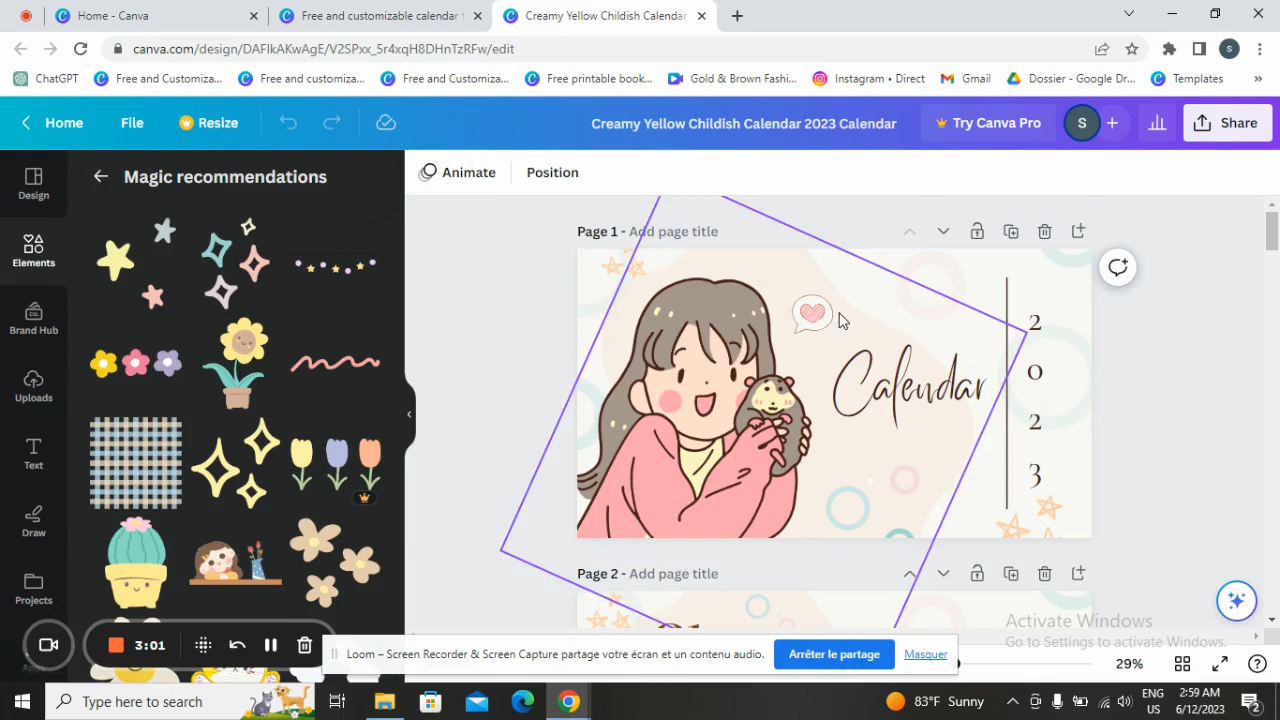 Home - Canva
Free and customizable calendar t
Creamy Yellow Childish Calendar
canva.com/design/DAFlkAKwAgE/V2SPxx_5r4xqH8DHnTzRFw/edit
S
ChatGPT
Free and Customiza...
Free and customiza...
Free and Customiza...
Free printable book...
Gold & Brown Fashi...
Instagram • Direct
Gmail
Dossier - Google Dr...
Templates
»
Home
File
Resize
Creamy Yellow Childish Calendar 2023 Calendar
Try Canva Pro
S
Share
Design
Elements
Brand Hub
Uploads
Text
Draw
Projects
Magic recommendations
Animate
Position
Page 1 - Add page title
Calendar
2
0
2
3
Page 2 - Add page title
Activate Windows
Go to Settings to activate Windows.
3:01
Loom – Screen Recorder & Screen Capture partage votre écran et un contenu audio.
Arrêter le partage
Masquer
29%
Type here to search
83°F Sunny
ENG
US
2:59 AM
6/12/2023
2